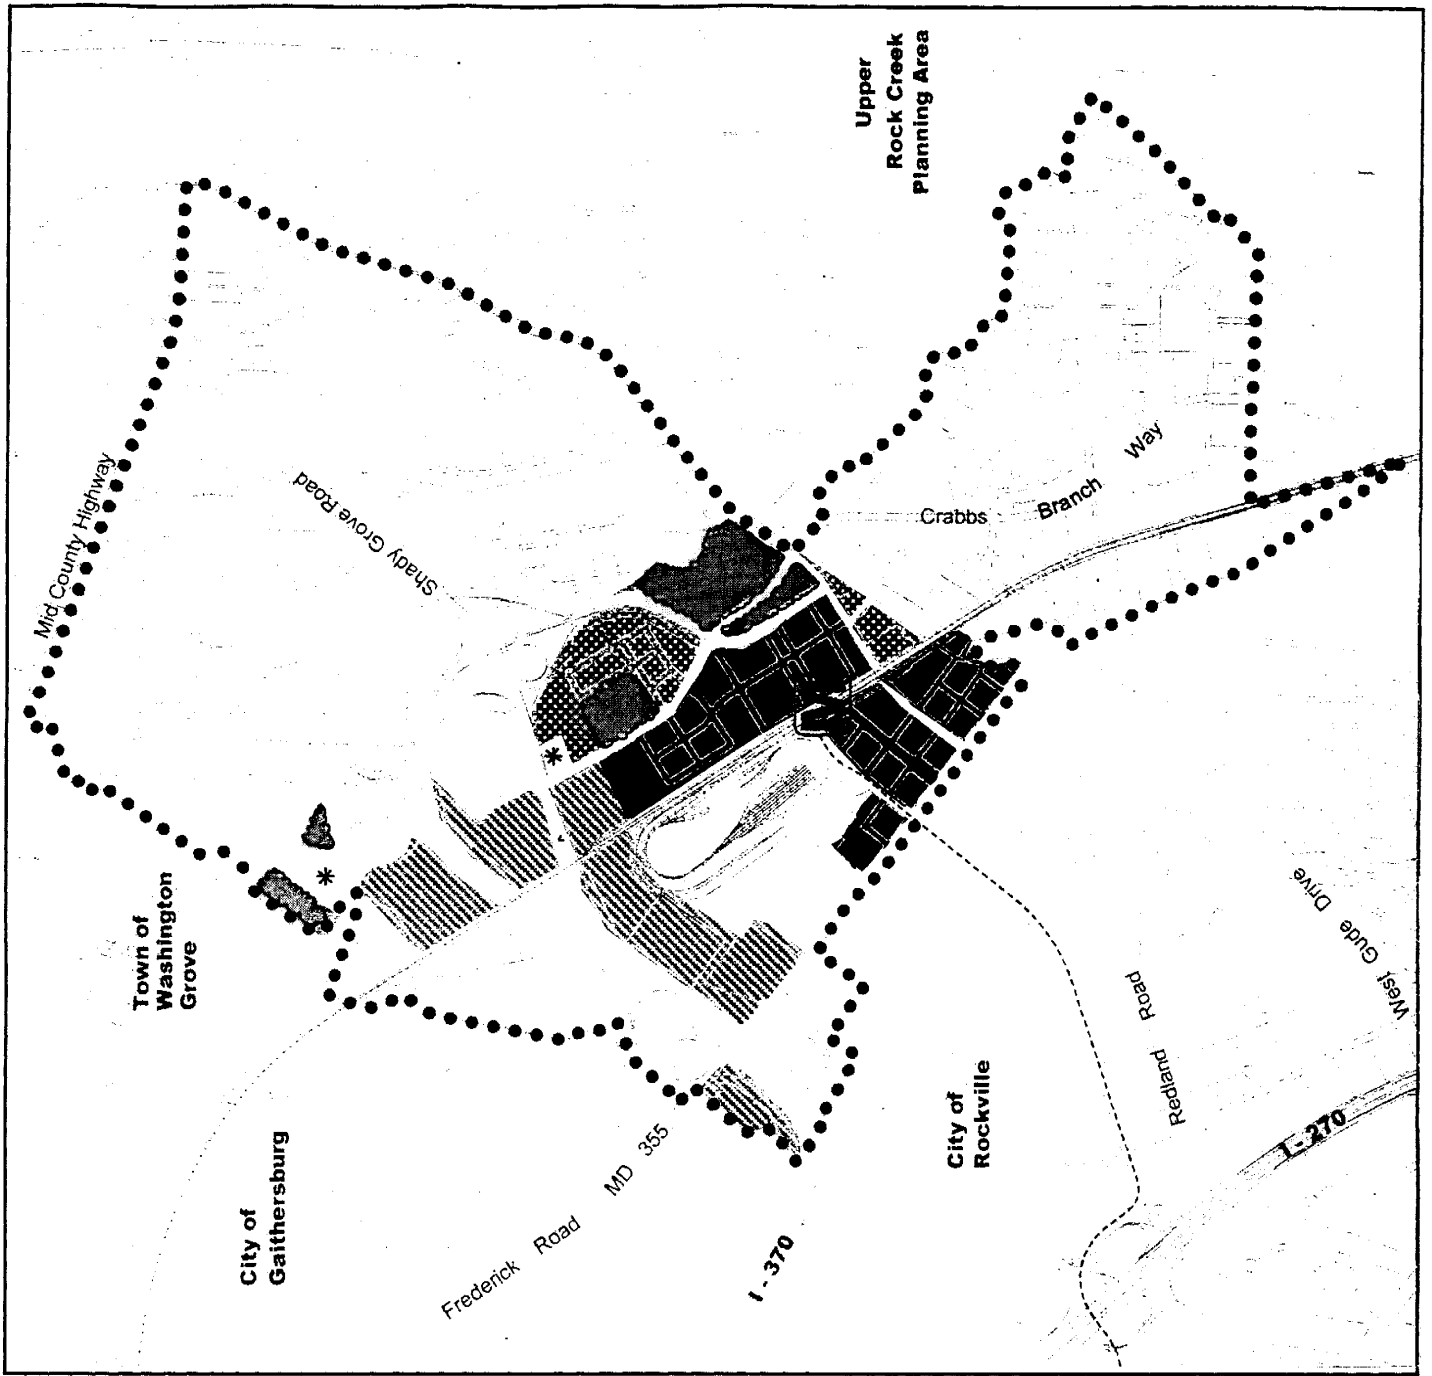 Upper
Rock Creek
Planning Area
Mid County Highway
Shady Grove Road
Crabbs Branch Way
Town of
Washington
Grove
West Gude Drive
Redland Road
City of
Rockville
I - 270
MD 355
City of
Gaithersburg
Frederick Road
I - 370